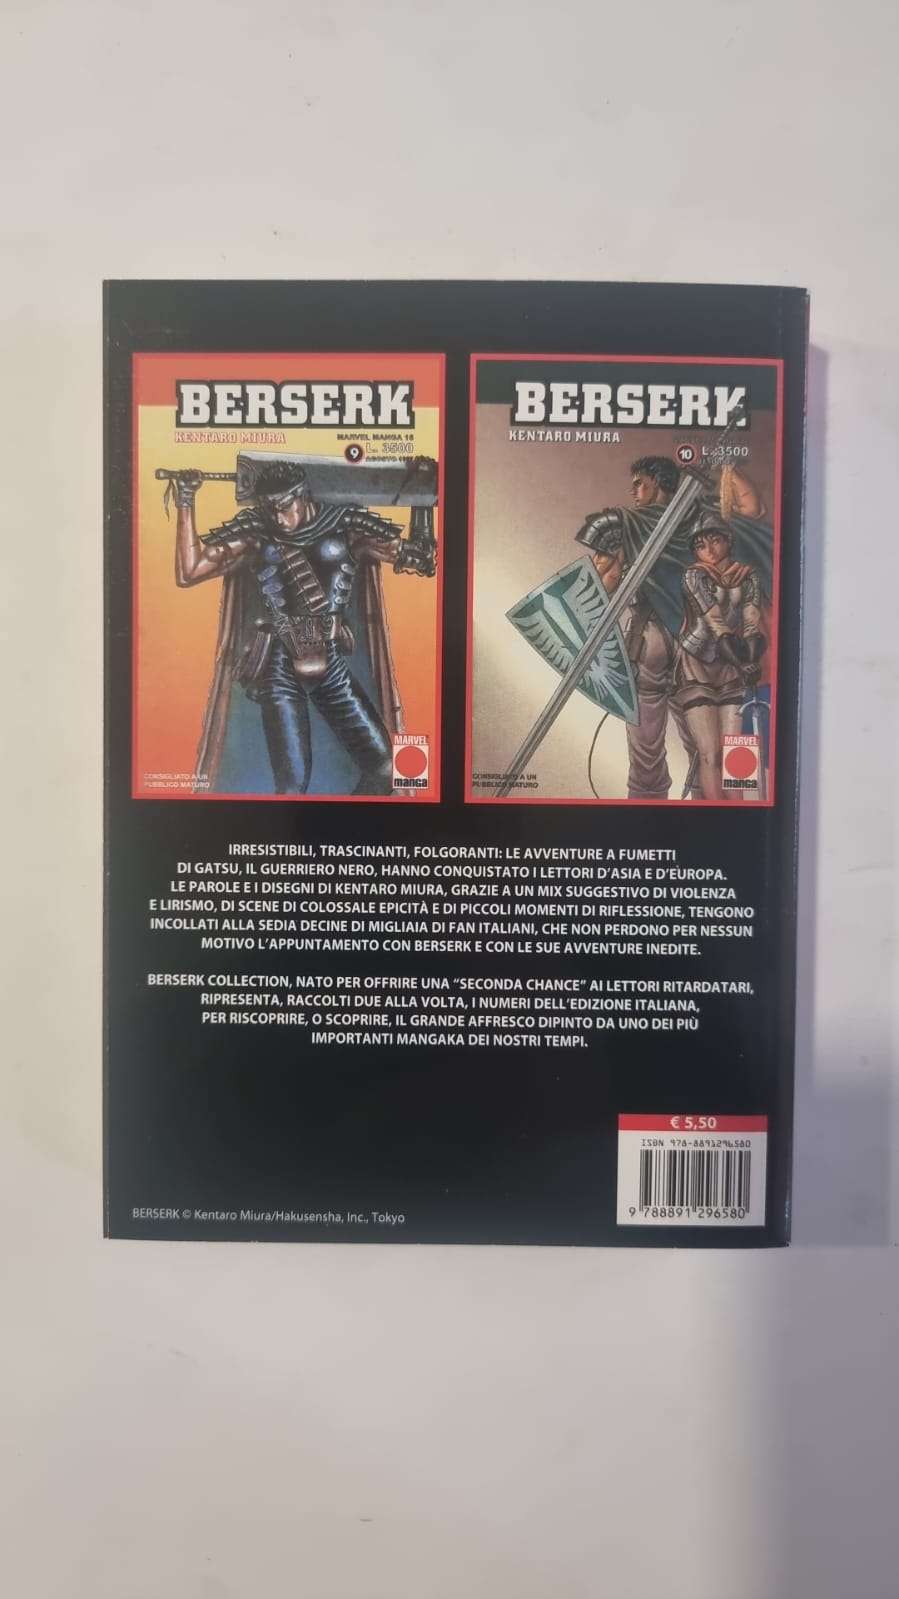 BERSERK
KENTARO MIURA
MARVEL MANGA 16
9 L. 3500
AGOSTO
CONSIGLIATO A UN
PUBBLICO MATURO
MARVEL
manga
BERSERK
KENTARO MIURA
10 L. 3500
CONSIGLIATO A UN
PUBBLICO MATURO
MARVEL
manga
IRRESISTIBILI, TRASCINANTI, FOLGORANTI: LE AVVENTURE A FUMETTI
DI GATSU, IL GUERRIERO NERO, HANNO CONQUISTATO I LETTORI D'ASIA E D'EUROPA.
LE PAROLE E I DISEGNI DI KENTARO MIURA, GRAZIE A UN MIX SUGGESTIVO DI VIOLENZA
E LIRISMO, DI SCENE DI COLOSSALE EPICITÀ E DI PICCOLI MOMENTI DI RIFLESSIONE, TENGONO
INCOLLATI ALLA SEDIA DECINE DI MIGLIAIA DI FAN ITALIANI, CHE NON PERDONO PER NESSUN
MOTIVO L'APPUNTAMENTO CON BERSERK E CON LE SUE AVVENTURE INEDITE.
BERSERK COLLECTION, NATO PER OFFRIRE UNA "SECONDA CHANCE" AI LETTORI RITARDATARI,
RIPRESENTA, RACCOLTI DUE ALLA VOLTA, I NUMERI DELL'EDIZIONE ITALIANA,
PER RISCOPRIRE, O SCOPRIRE, IL GRANDE AFFRESCO DIPINTO DA UNO DEI PIÙ
IMPORTANTI MANGAKA DEI NOSTRI TEMPI.
€ 5,50
ISBN 978-8891296580
9 788891 296580
BERSERK © Kentaro Miura/Hakusensha, Inc., Tokyo